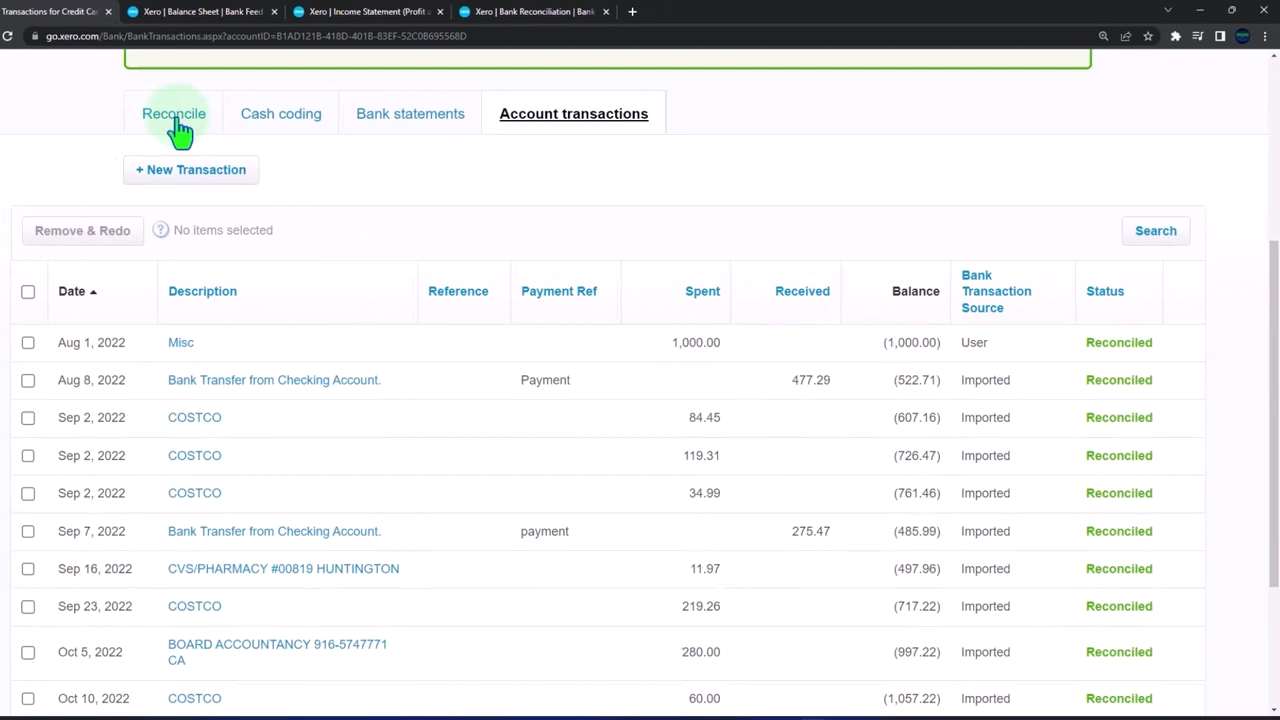 Transactions for Credit Car
Xero | Balance Sheet | Bank Feed
Xero | Income Statement (Profit a
Xero | Bank Reconciliation | Bank
go.xero.com/Bank/BankTransactions.aspx?accountID=B1AD121B-418D-401B-83EF-52C0B695568D
Reconcile Cash coding Bank statements Account transactions
+ New Transaction
Remove & Redo ? No items selected Search
Date Description Reference Payment Ref Spent Received Balance Bank Transaction Source Status
Aug 1, 2022 Misc 1,000.00 (1,000.00) User Reconciled
Aug 8, 2022 Bank Transfer from Checking Account. Payment 477.29 (522.71) Imported Reconciled
Sep 2, 2022 COSTCO 84.45 (607.16) Imported Reconciled
Sep 2, 2022 COSTCO 119.31 (726.47) Imported Reconciled
Sep 2, 2022 COSTCO 34.99 (761.46) Imported Reconciled
Sep 7, 2022 Bank Transfer from Checking Account. payment 275.47 (485.99) Imported Reconciled
Sep 16, 2022 CVS/PHARMACY #00819 HUNTINGTON 11.97 (497.96) Imported Reconciled
Sep 23, 2022 COSTCO 219.26 (717.22) Imported Reconciled
Oct 5, 2022 BOARD ACCOUNTANCY 916-5747771 CA 280.00 (997.22) Imported Reconciled
Oct 10, 2022 COSTCO 60.00 (1,057.22) Imported Reconciled